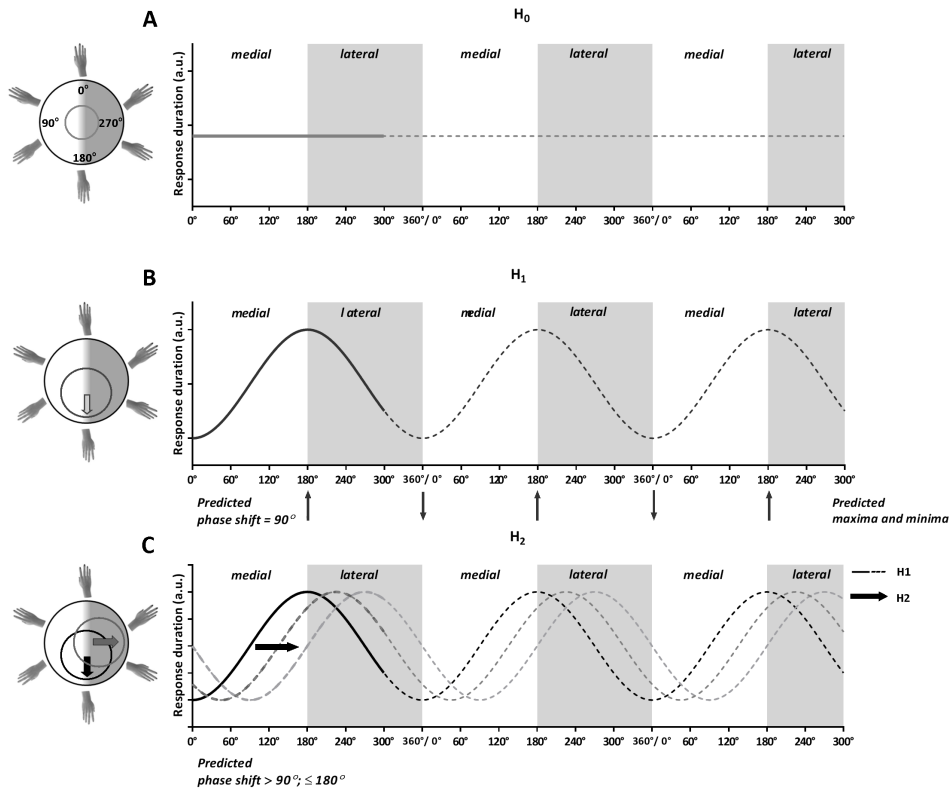 A
H0
0°
90°
270°
180°
Response duration (a.u.)
medial
lateral
medial
lateral
medial
lateral
0° 60° 120° 180° 240° 300° 360°/ 0° 60° 120° 180° 240° 300° 360°/ 0° 60° 120° 180° 240° 300°
B
H1
Response duration (a.u.)
medial
l ateral
medial
lateral
medial
lateral
0° 60° 120° 180° 240° 300° 360°/ 0° 60° 120° 180° 240° 300° 360°/ 0° 60° 120° 180° 240° 300°
Predicted
phase shift = 90°
Predicted
maxima and minima
C
H2
Response duration (a.u.)
medial
lateral
medial
lateral
medial
lateral
H1
H2
0° 60° 120° 180° 240° 300° 360°/ 0° 60° 120° 180° 240° 300° 360°/ 0° 60° 120° 180° 240° 300°
Predicted
phase shift > 90°; ≤ 180°